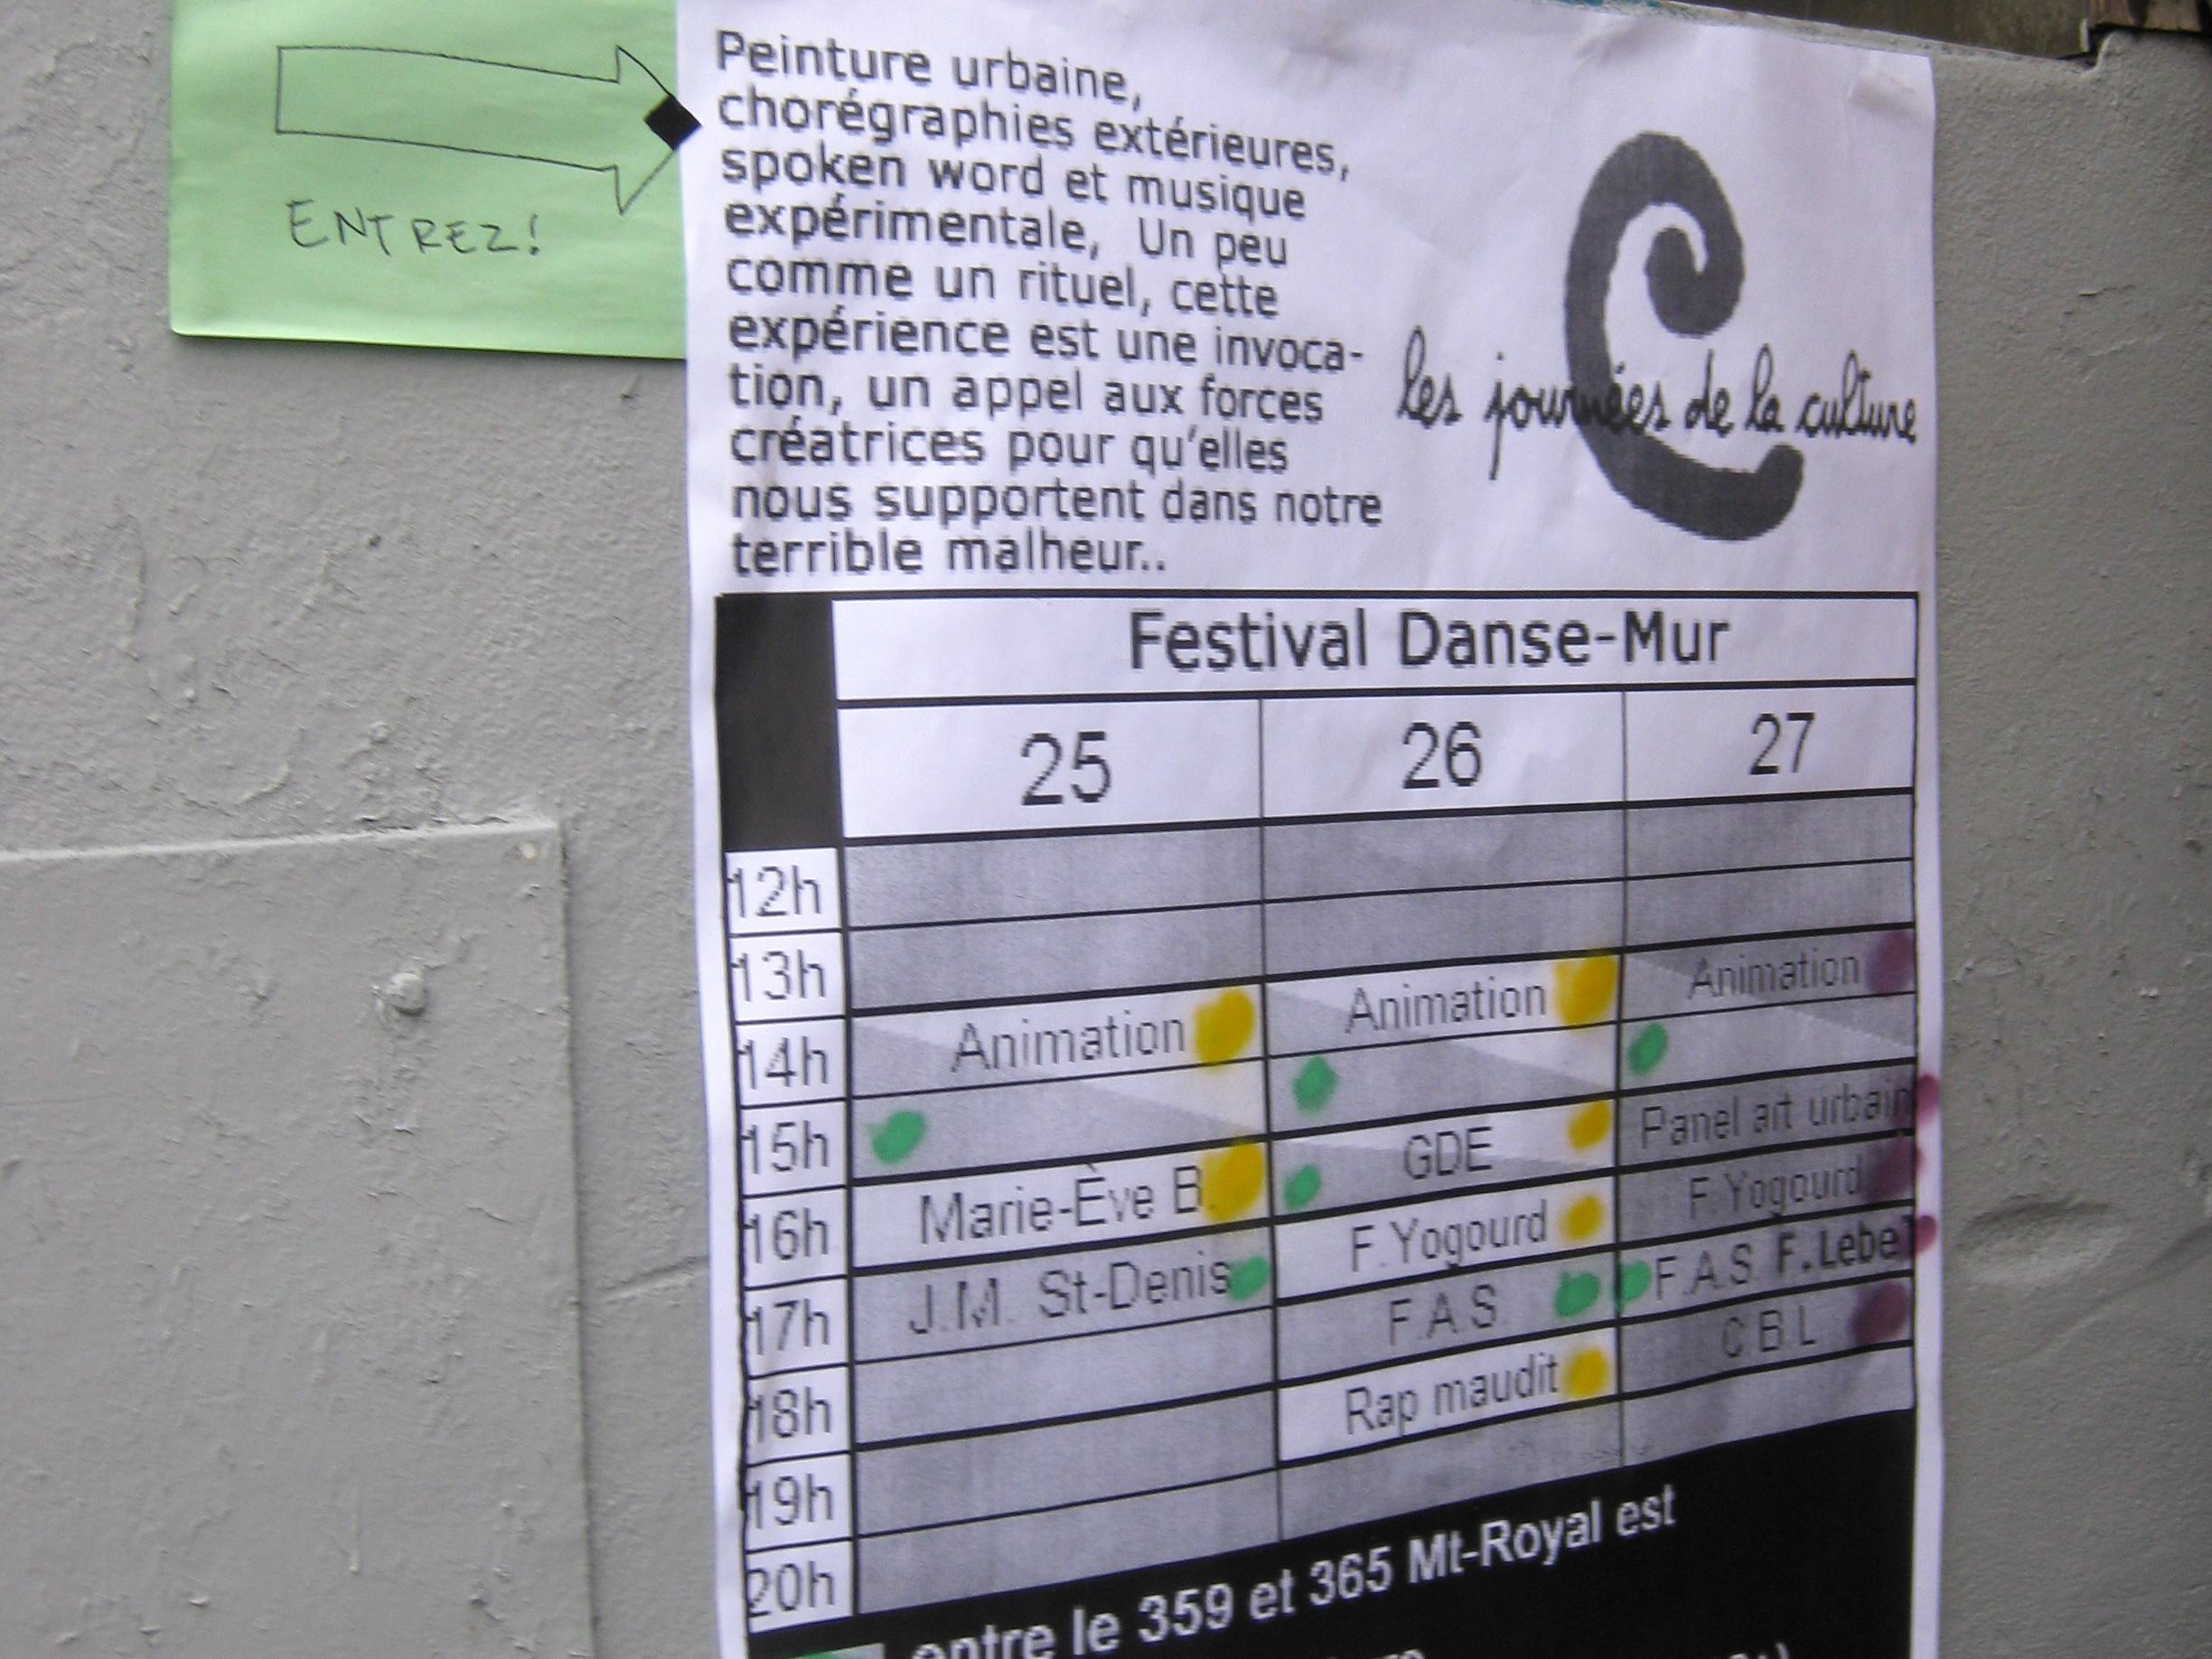 ENTREZ!
Peinture urbaine,
chorégraphies extérieures,
spoken word et musique
expérimentale, Un peu
comme un rituel, cette
expérience est une invoca-
tion, un appel aux forces
créatrices pour qu'elles
nous supportent dans notre
terrible malheur..
les journées de la culture
Festival Danse-Mur
25 26 27
12h
13h
Animation Animation Animation
14h
15h
GDE Panel art urbain
16h Marie-Ève B. F.Yogourd F.Yogourd
17h J.M. St-Denis F.A.S F.A.S F.Lebel
18h Rap maudit C B L
19h
20h
entre le 359 et 365 Mt-Royal est